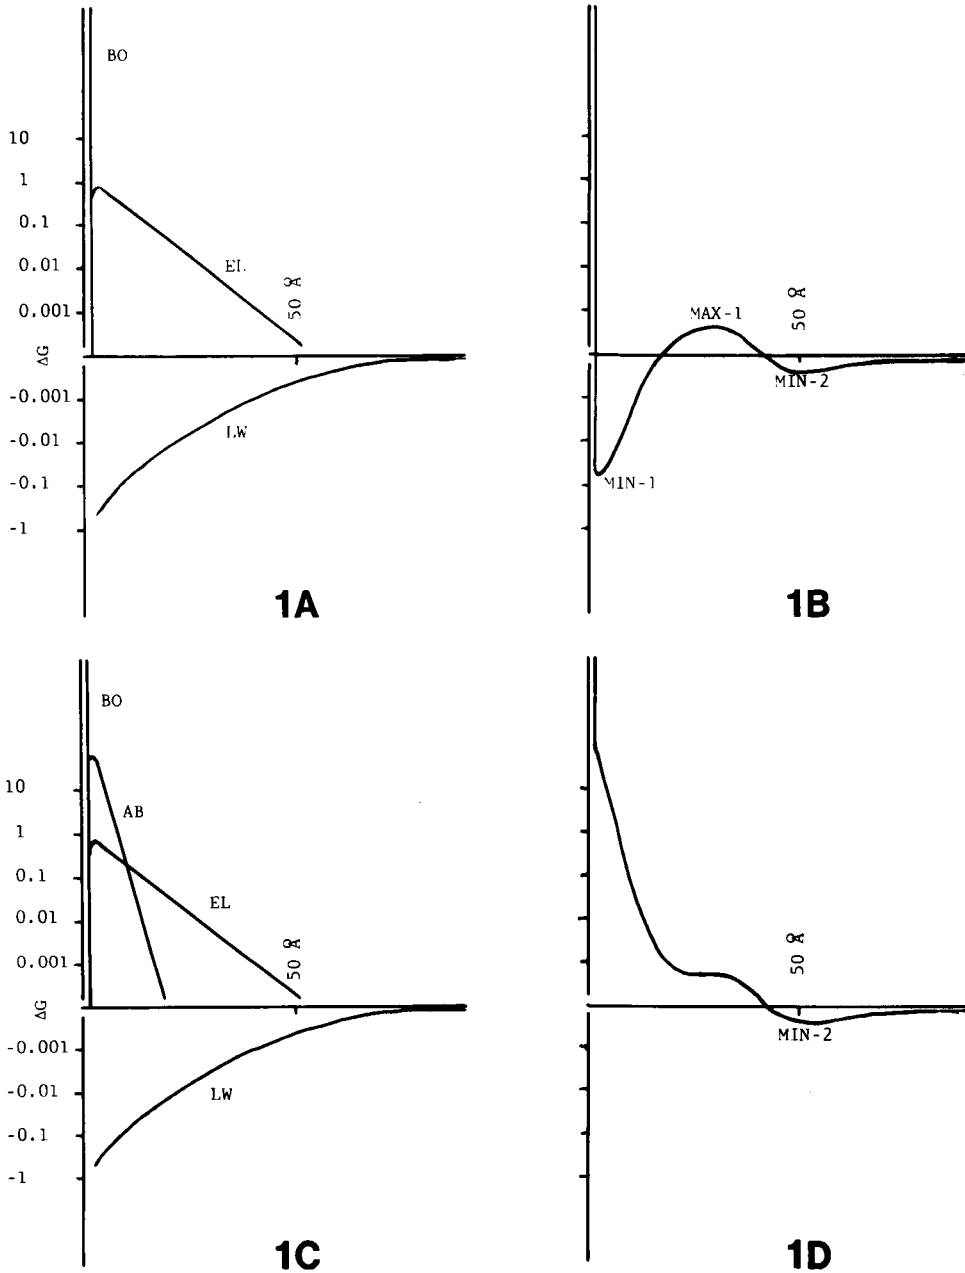 BO
10
1
0.1
0.01
0.001
EL
50 Å
ΔG
-0.001
-0.01
-0.1
-1
LW
1A
MAX-1
50 Å
MIN-2
MIN-1
1B
BO
10
AB
1
0.1
EL
0.01
0.001
50 Å
ΔG
-0.001
-0.01
LW
-0.1
-1
1C
50 Å
MIN-2
1D